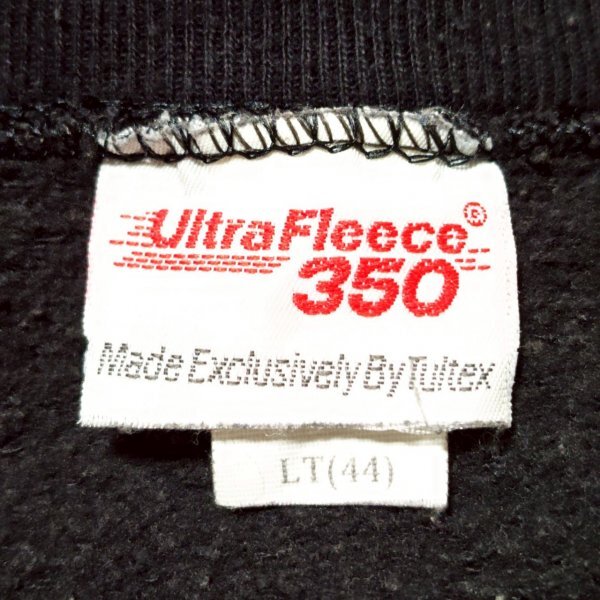 UltraFleece®
350
Made Exclusively By Tultex
LT(44)